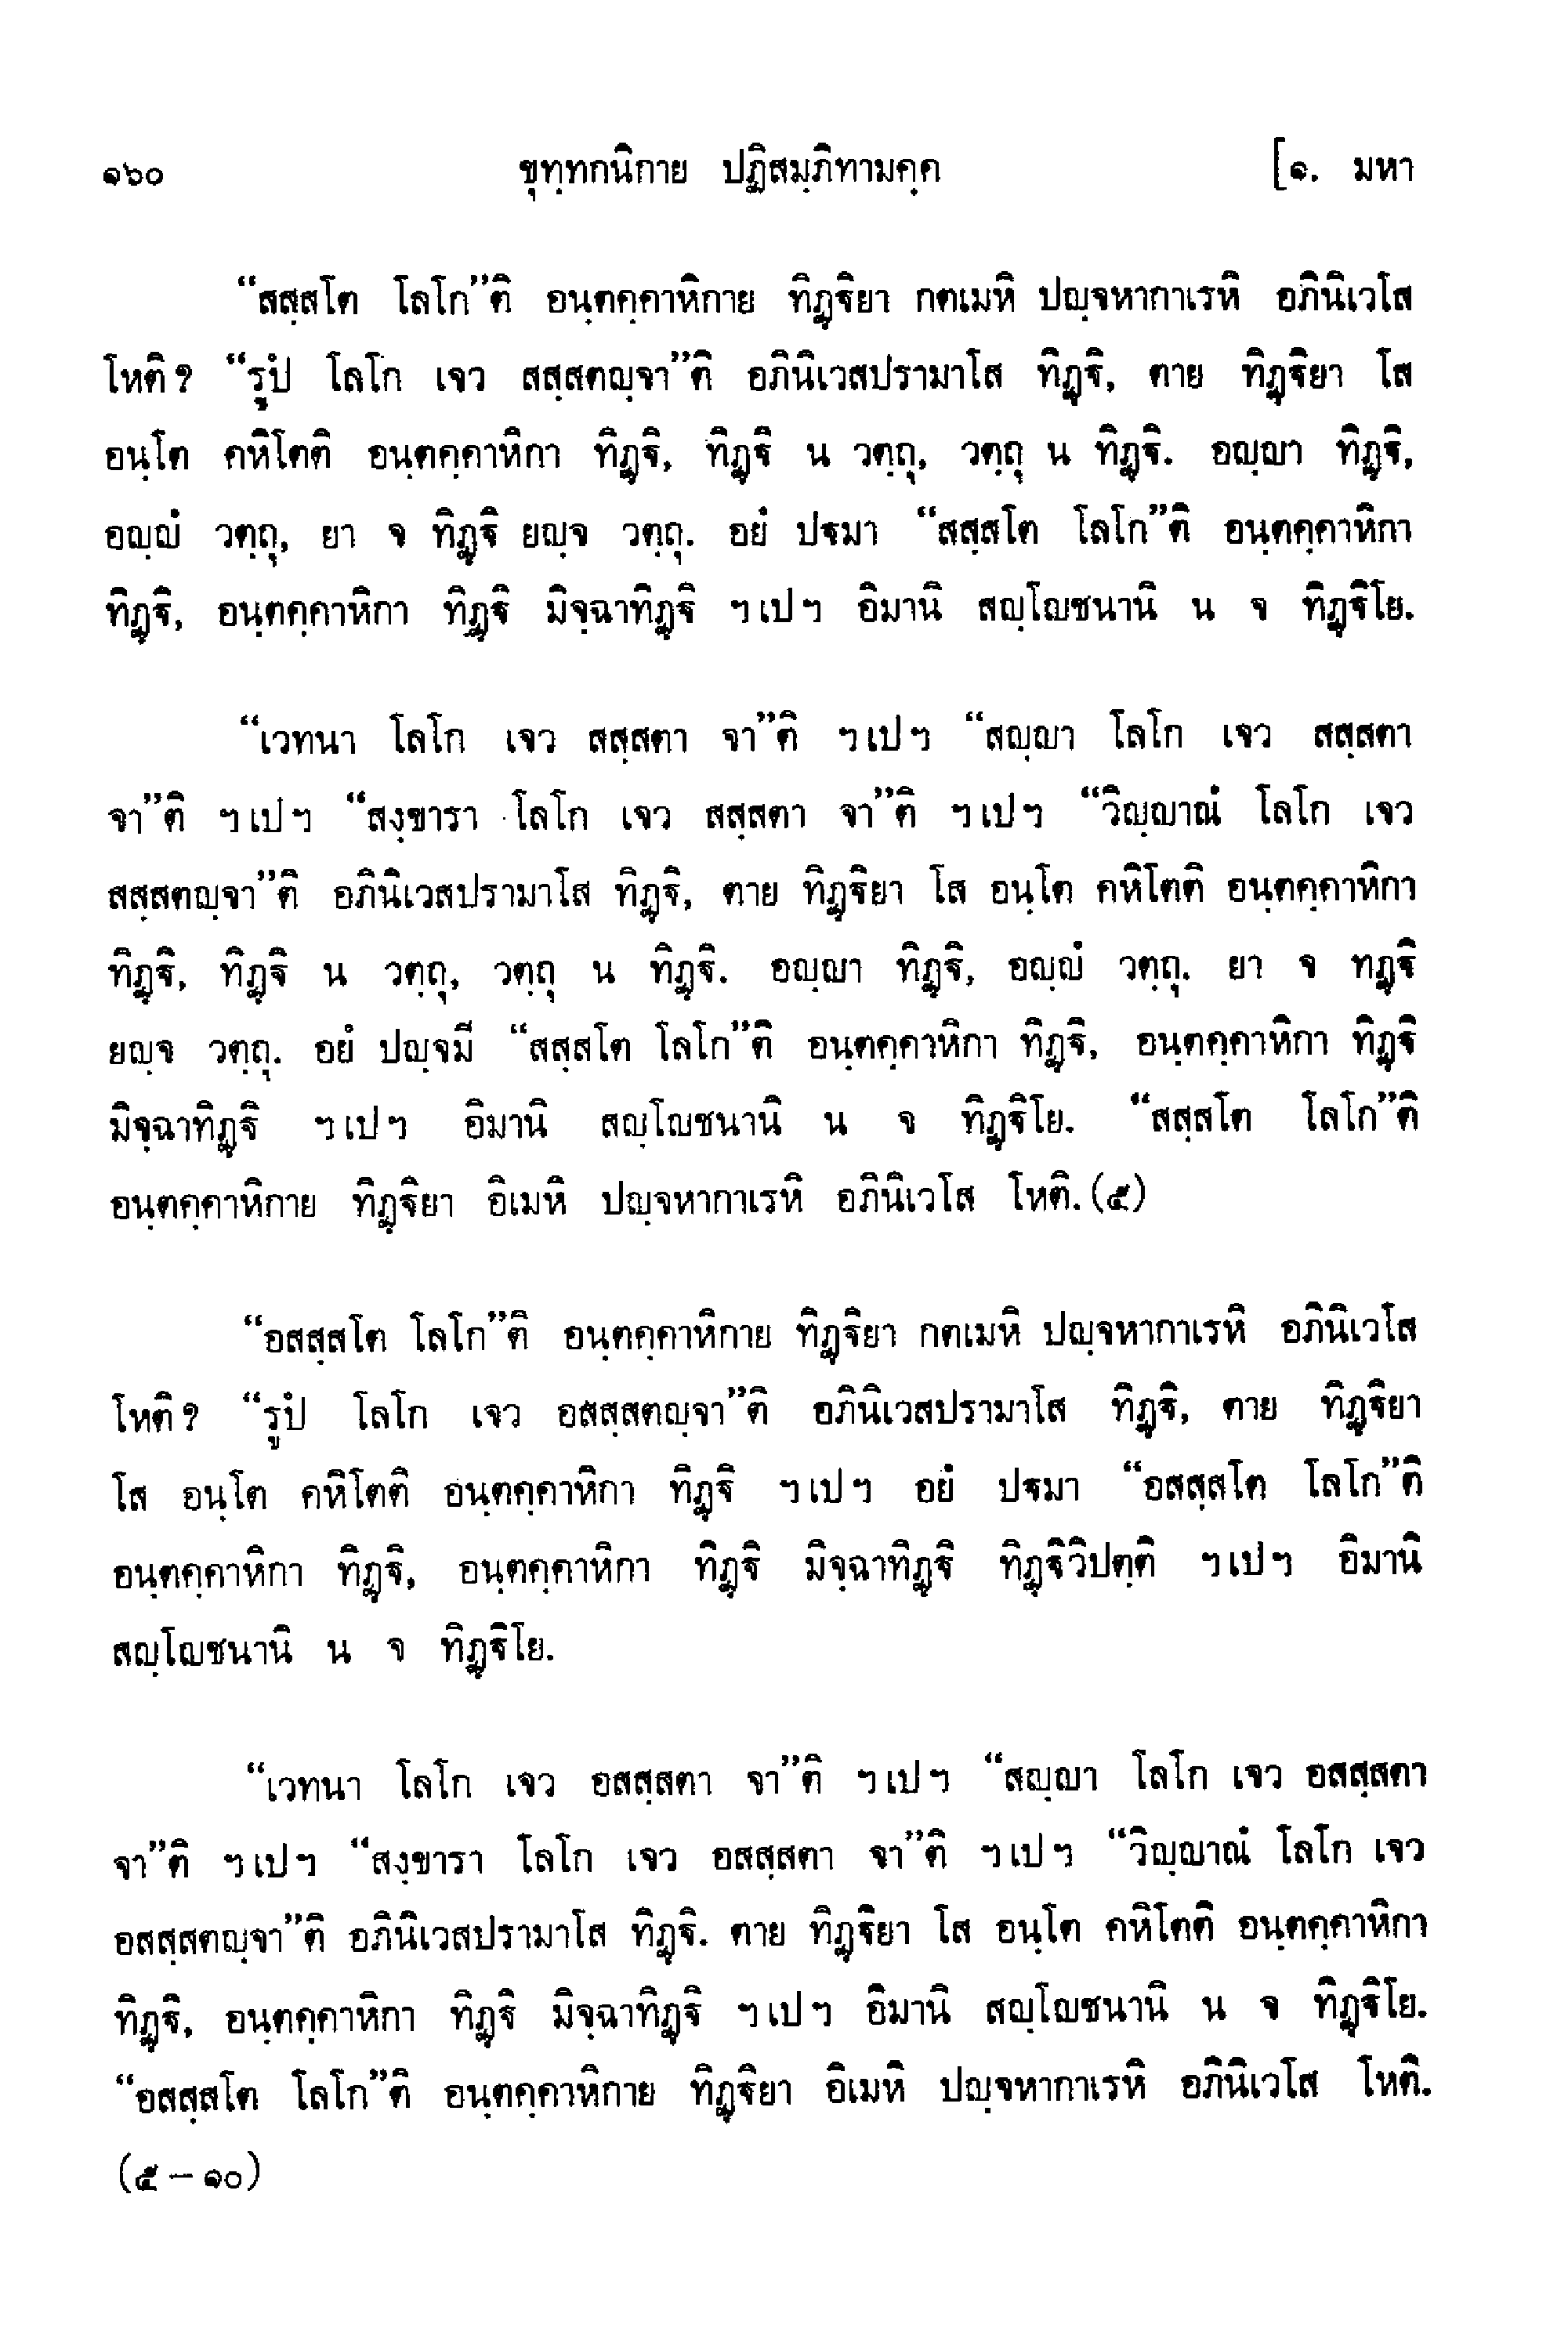 ๑๖๐ ขุทฺทกนิกาย ปฏิสมฺภิทามคฺค [๑. มหา
“สสฺสโต โลโก”ติ อนฺตคฺคาหิกาย ทิฏฺฐิยา กตเมหิ ปญฺจหากาเรหิ อภินิเวโส
โหติ? “รูปํ โลโก เจว สสฺสตญฺจา”ติ อภินิเวสปรามาโส ทิฏฺฐิ, ตาย ทิฏฺฐิยา โส
อนฺโต คหิโตติ อนฺตคฺคาหิกา ทิฏฺฐิ, ทิฏฺฐิ น วตฺถุ, วตฺถุ น ทิฏฺฐิ. อญฺญา ทิฏฺฐิ,
อญฺญํ วตฺถุ, ยา จ ทิฏฺฐิ ยญฺจ วตฺถุ. อยํ ปฐมา “สสฺสโต โลโก”ติ อนฺตคฺคาหิกา
ทิฏฺฐิ, อนฺตคฺคาหิกา ทิฏฺฐิ มิจฺฉาทิฏฺฐิ ฯเปฯ อิมานิ สญฺโญชนานิ น จ ทิฏฺฐิโย.
“เวทนา โลโก เจว สสฺสตา จา”ติ ฯเปฯ “สญฺญา โลโก เจว สสฺสตา
จา”ติ ฯเปฯ “สงฺขารา โลโก เจว สสฺสตา จา”ติ ฯเปฯ “วิญฺญาณํ โลโก เจว
สสฺสตญฺจา”ติ อภินิเวสปรามาโส ทิฏฺฐิ, ตาย ทิฏฺฐิยา โส อนฺโต คหิโตติ อนฺตคฺคาหิกา
ทิฏฺฐิ, ทิฏฺฐิ น วตฺถุ, วตฺถุ น ทิฏฺฐิ. อญฺญา ทิฏฺฐิ, อญฺญํ วตฺถุ. ยา จ ทฏฺฐิ
ยญฺจ วตฺถุ. อยํ ปญฺจมี “สสฺสโต โลโก”ติ อนฺตคฺคาหิกา ทิฏฺฐิ, อนฺตคฺคาหิกา ทิฏฺฐิ
มิจฺฉาทิฏฺฐิ ฯเปฯ อิมานิ สญฺโญชนานิ น จ ทิฏฺฐิโย. “สสฺสโต โลโก”ติ
อนฺตคฺคาหิกาย ทิฏฺฐิยา อิเมหิ ปญฺจหากาเรหิ อภินิเวโส โหติ.(๕)
“อสสฺสโต โลโก”ติ อนฺตคฺคาหิกาย ทิฏฺฐิยา กตเมหิ ปญฺจหากาเรหิ อภินิเวโส
โหติ? “รูปํ โลโก เจว อสสฺสตญฺจา”ติ อภินิเวสปรามาโส ทิฏฺฐิ, ตาย ทิฏฺฐิยา
โส อนฺโต คหิโตติ อนฺตคฺคาหิกา ทิฏฺฐิ ฯเปฯ อยํ ปฐมา “อสสฺสโต โลโก”ติ
อนฺตคฺคาหิกา ทิฏฺฐิ, อนฺตคฺคาหิกา ทิฏฺฐิ มิจฺฉาทิฏฺฐิ ทิฏฺฐิวิปตฺติ ฯเปฯ อิมานิ
สญฺโญชนานิ น จ ทิฏฺฐิโย.
“เวทนา โลโก เจว อสสฺสตา จา”ติ ฯเปฯ “สญฺญา โลโก เจว อสสฺสตา
จา”ติ ฯเปฯ “สงฺขารา โลโก เจว อสสฺสตา จา”ติ ฯเปฯ “วิญฺญาณํ โลโก เจว
อสสฺสตญฺจา”ติ อภินิเวสปรามาโส ทิฏฺฐิ. ตาย ทิฏฺฐิยา โส อนฺโต คหิโตติ อนฺตคฺคาหิกา
ทิฏฺฐิ, อนฺตคฺคาหิกา ทิฏฺฐิ มิจฺฉาทิฏฺฐิ ฯเปฯ อิมานิ สญฺโญชนานิ น จ ทิฏฺฐิโย.
“อสสฺสโต โลโก”ติ อนฺตคฺคาหิกาย ทิฏฺฐิยา อิเมหิ ปญฺจหากาเรหิ อภินิเวโส โหติ.
(๕ – ๑๐)